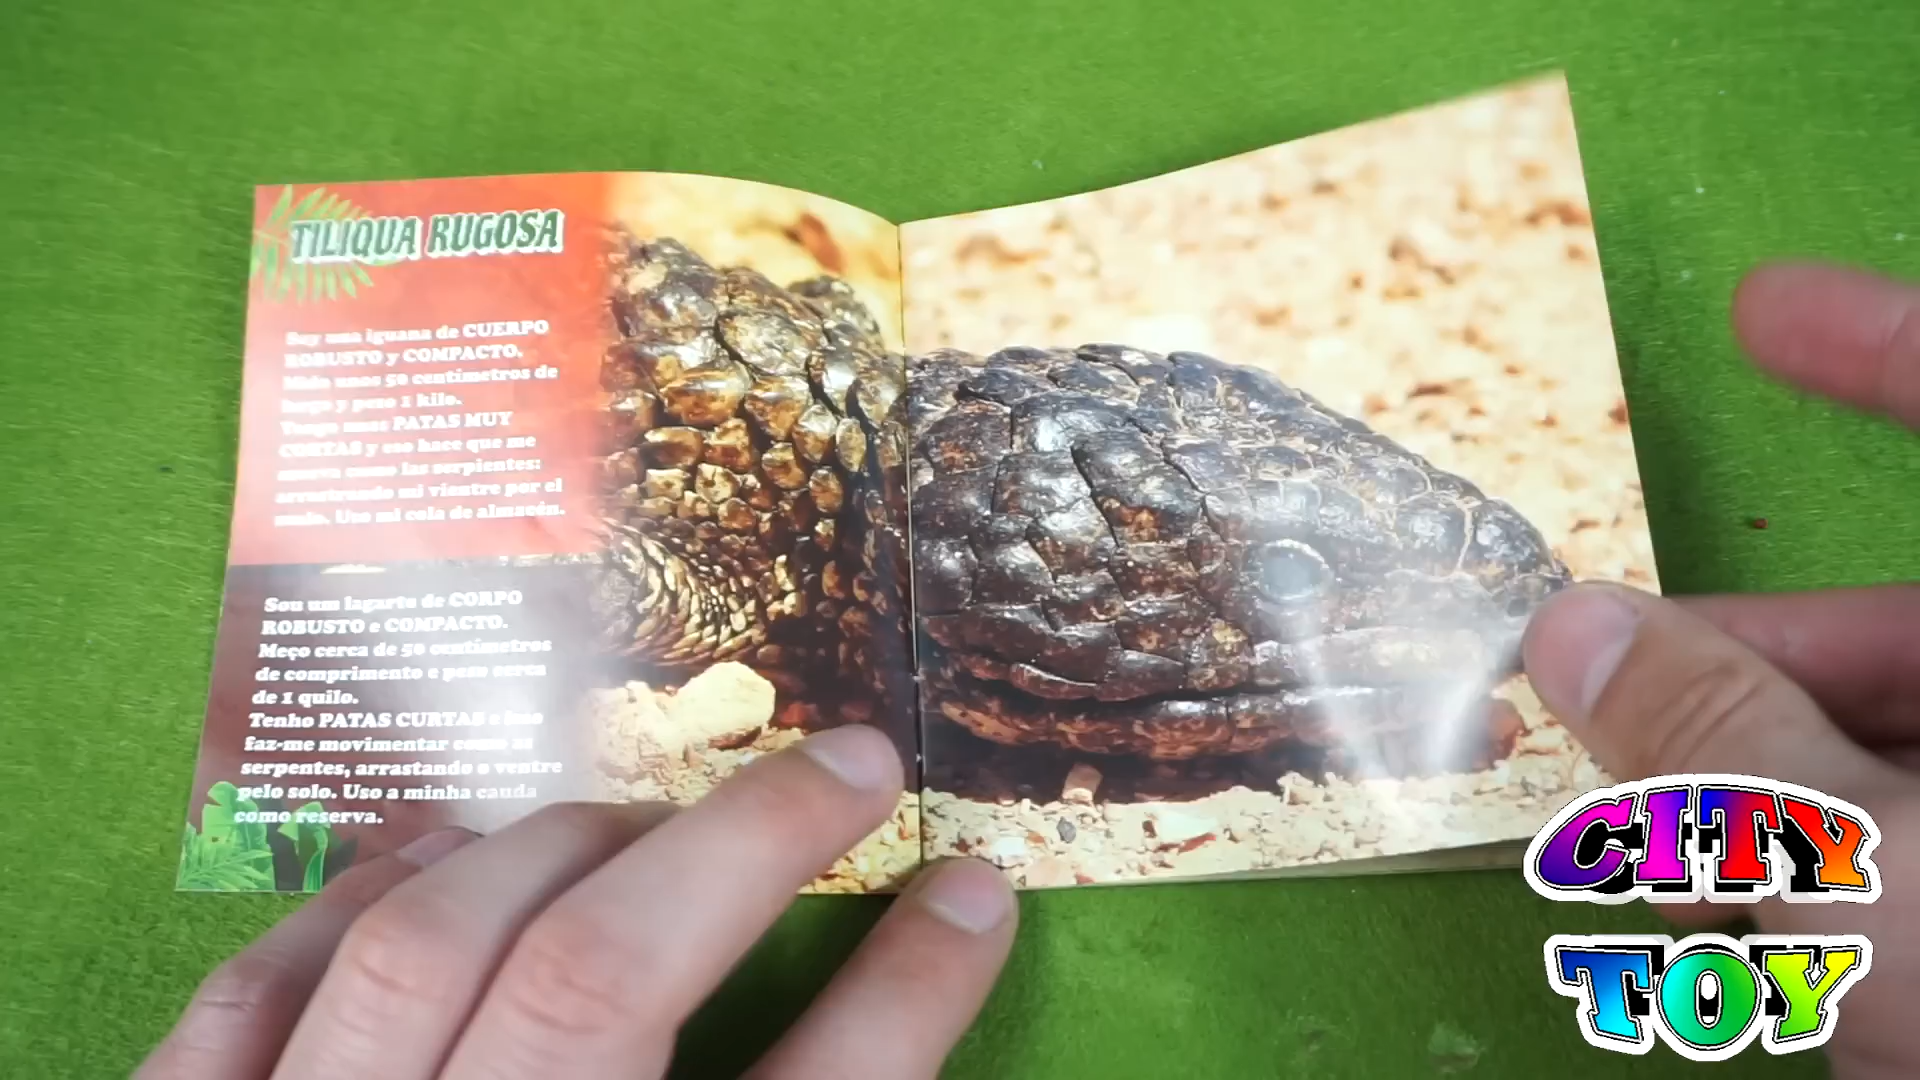 TILIQUA RUGOSA
Soy una iguana de CUERPO
ROBUSTO y COMPACTO.
Mido unos 50 centímetros de
largo y peso 1 kilo.
Tengo unas PATAS MUY
CORTAS y eso hace que me
mueva como las serpientes:
arrastrando mi vientre por el
suelo. Uso mi cola de almacén.
Sou um lagarto de CORPO
ROBUSTO e COMPACTO.
Meço cerca de 50 centímetros
de comprimento e peso cerca
de 1 quilo.
Tenho PATAS CURTAS e isso
faz-me movimentar como as
serpentes, arrastando o ventre
pelo solo. Uso a minha cauda
como reserva.
CITY
TOY